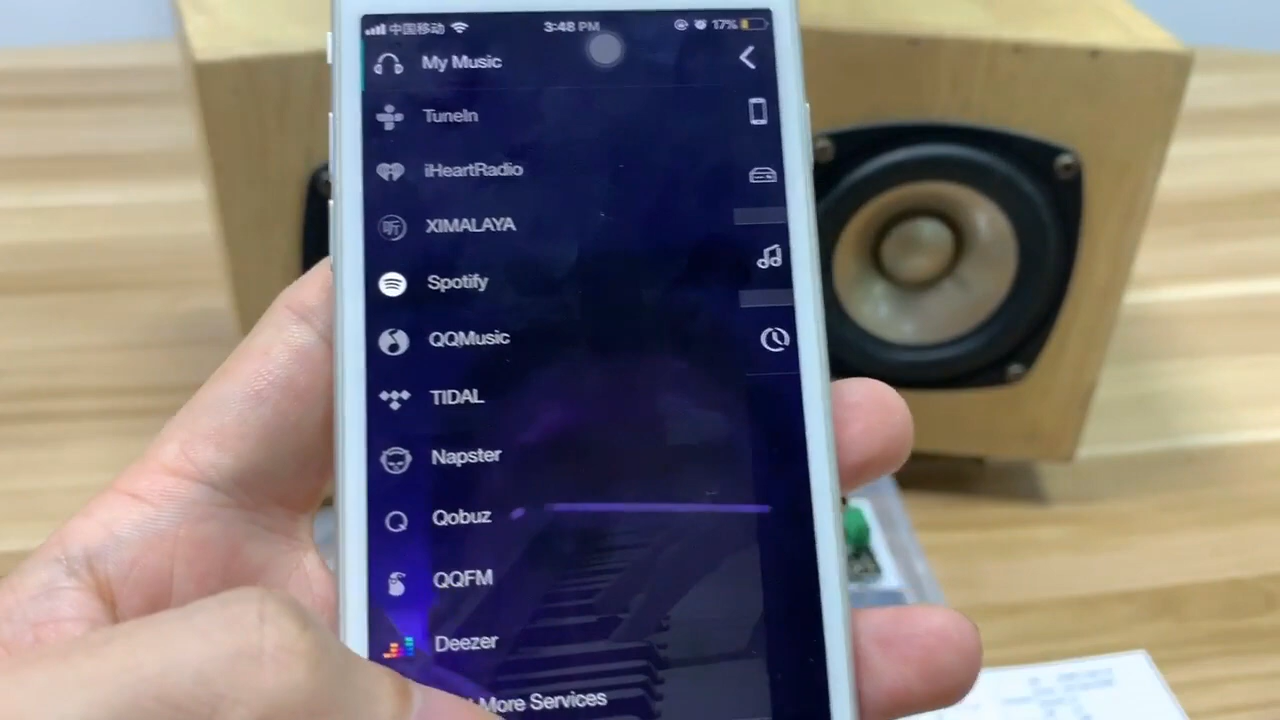 中国移动 3:48 PM 17%
My Music
TuneIn
iHeartRadio
听 XIMALAYA
Spotify
QQMusic
TIDAL
Napster
Qobuz
QQFM
Deezer
More Services